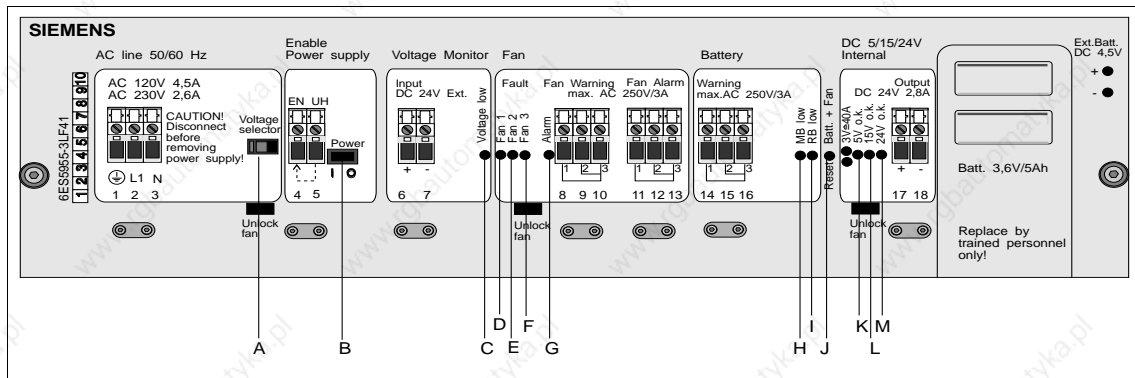 SIEMENS
AC line 50/60 Hz
Enable
Power supply
Voltage Monitor
Fan
Battery
DC 5/15/24V
Internal
Ext.Batt.
DC 4,5V
+
-
6ES5955-3LF41
1 2 3 4 5 6 7 8 9 10
AC 120V 4,5A
AC 230V 2,6A
CAUTION!
Disconnect
before
removing
power supply!
Voltage
selector
L1 N
1 2 3
Unlock
fan
EN UH
Power
I O
4 5
Input
DC 24V Ext.
+ -
6 7
Voltage low
Fault
Fan 1
Fan 2
Fan 3
Unlock
fan
Alarm
Fan Warning
Fan Alarm
max. AC 250V/3A
1 2 3
8 9 10
1 2 3
11 12 13
Warning
max.AC 250V/3A
1 2 3
14 15 16
MB low
RB low
Batt. + Fan
Reset
5V o.k.
15V o.k.
24V o.k.
Unlock
fan
Output
DC 24V 2,8A
+ -
17 18
Batt. 3,6V/5Ah
Replace by
trained personnel
only!
A
B
C
D
E
F
G
H
I
J
K
L
M
www.rgbautomatyka.pl